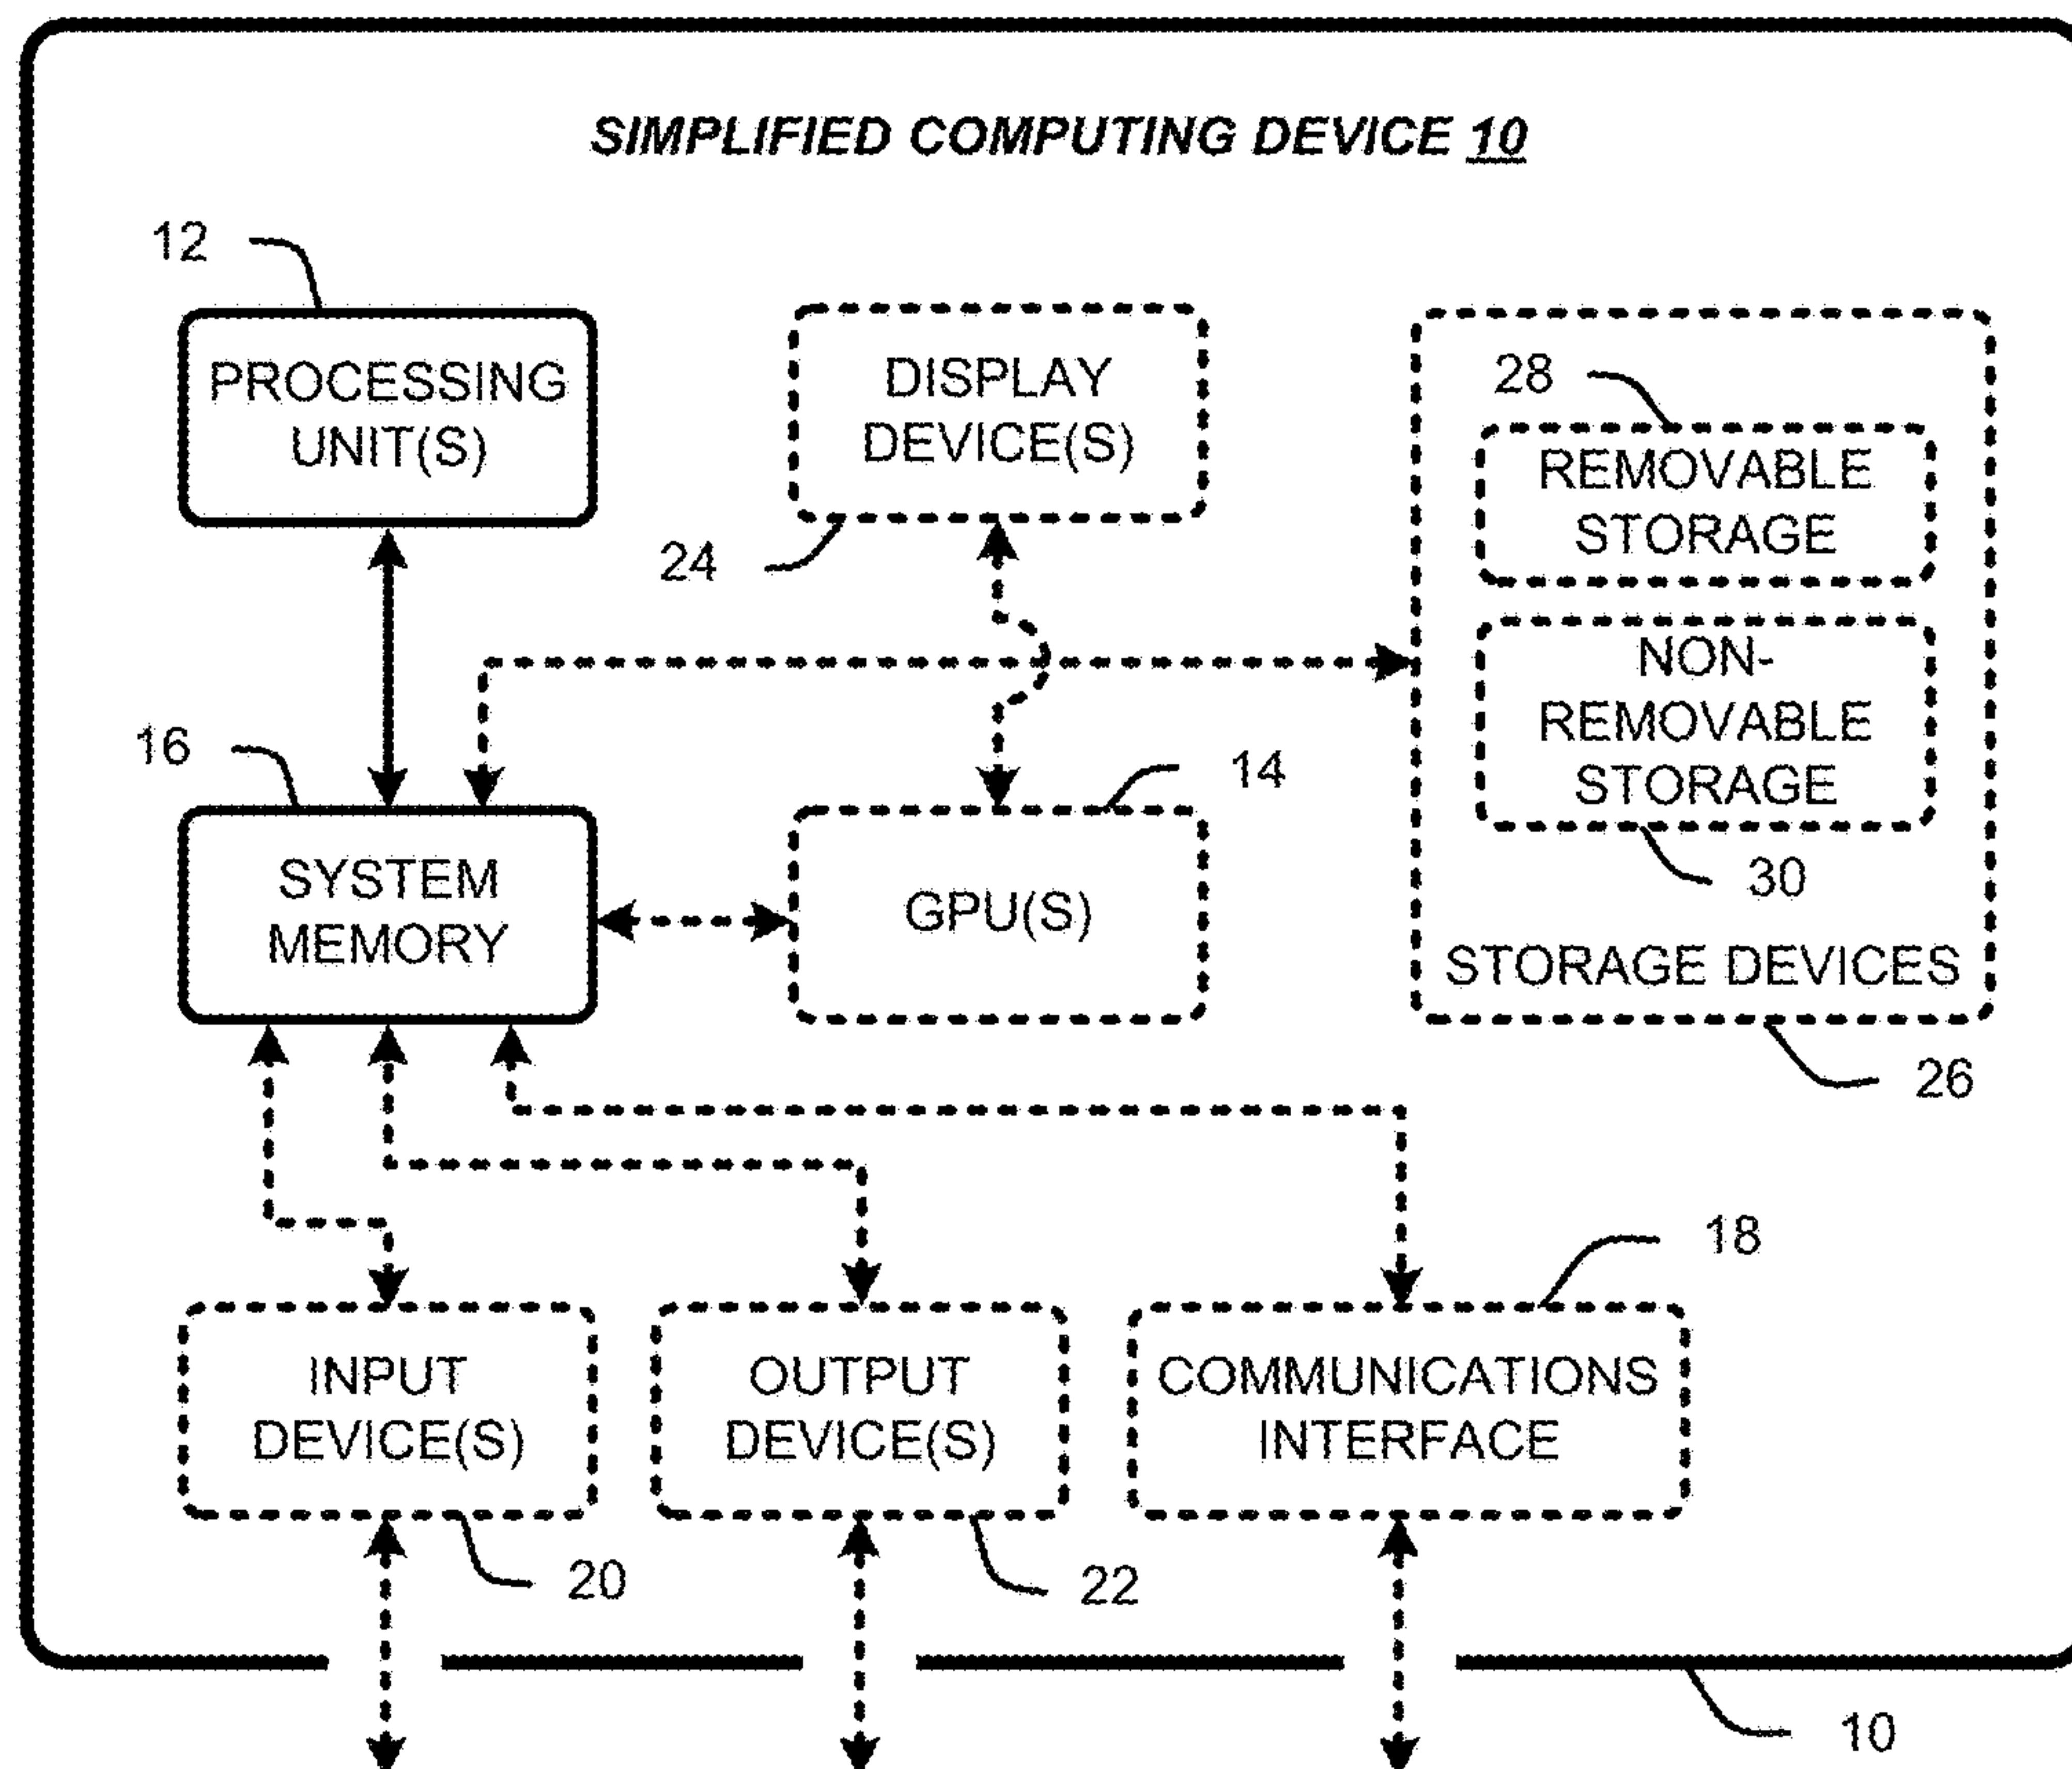 SIMPLIFIED COMPUTING DEVICE 10
12
PROCESSING
UNIT(S)
DISPLAY
DEVICE(S)
24
28
REMOVABLE
STORAGE
NON-
REMOVABLE
STORAGE
30
STORAGE DEVICES
26
16
SYSTEM
MEMORY
14
GPU(S)
18
INPUT
DEVICE(S)
20
OUTPUT
DEVICE(S)
22
COMMUNICATIONS
INTERFACE
10